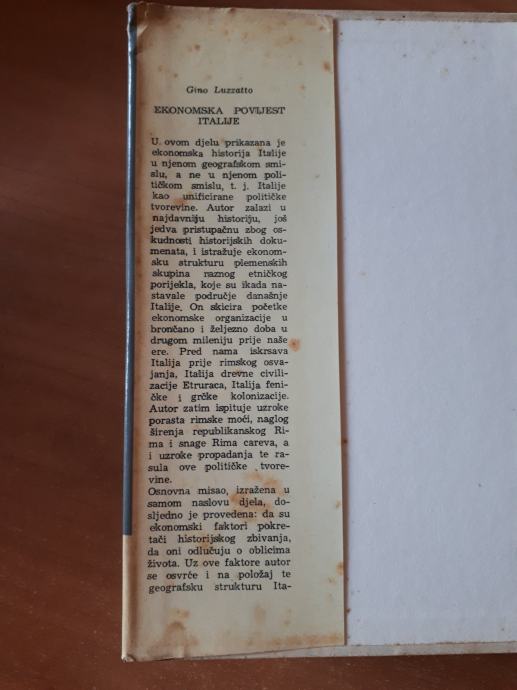 Gino Luzzatto
EKONOMSKA POVIJEST
ITALIJE
U ovom djelu prikazana je
ekonomska historija Italije
u njenom geografskom smi-
slu, a ne u njenom poli-
tičkom smislu, t. j. Italije
kao unificirane političke
tvorevine. Autor zalazi u
najdavniju historiju, još
jedva pristupačnu zbog os-
kudnosti historijskih doku-
menata, i istražuje ekonom-
sku strukturu plemenskih
skupina raznog etničkog
porijekla, koje su ikada na-
stavale područje današnje
Italije. On skicira početke
ekonomske organizacije u
brončano i željezno doba u
drugom mileniju prije naše
ere. Pred nama iskrsava
Italija prije rimskog osva-
janja, Italija drevne civili-
zacije Etruraca, Italija feni-
čke i grčke kolonizacije.
Autor zatim ispituje uzroke
porasta rimske moći, naglog
širenja republikanskog Ri-
ma i snage Rima careva, a
i uzroke propadanja te ra-
sula ove političke tvore-
vine.
Osnovna misao, izražena u
samom naslovu djela, do-
sljedno je provedena: da su
ekonomski faktori pokre-
tači historijskog zbivanja,
da oni odlučuju o oblicima
života. Uz ove faktore autor
se osvrće i na položaj te
geografsku strukturu Ita-